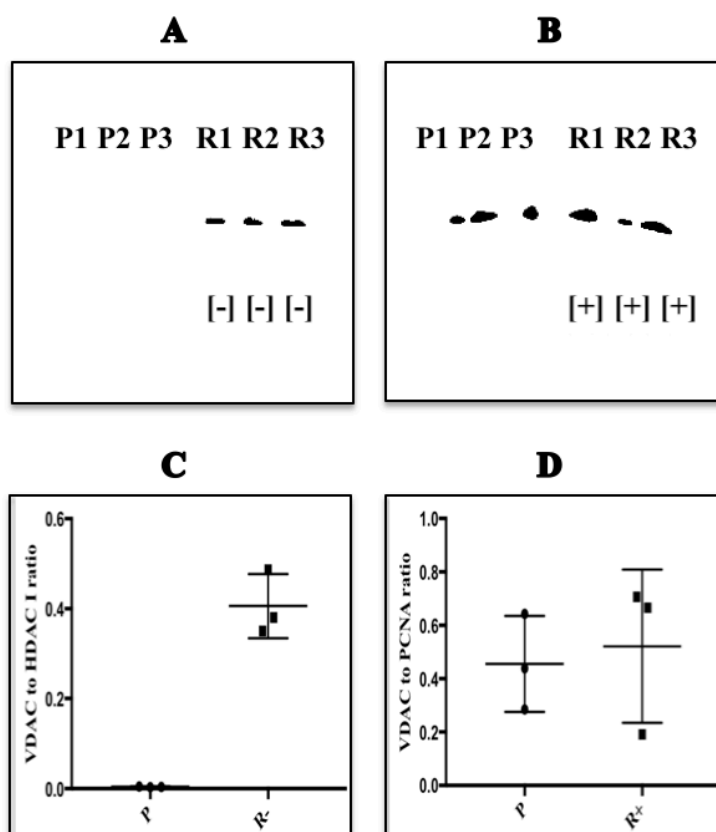 A
B
P1 P2 P3 R1 R2 R3
[-] [-] [-]
P1 P2 P3 R1 R2 R3
[+] [+] [+]
C
D
VDAC to HDAC I ratio
0.6
0.4
0.2
0.0
P
R-
VDAC to PCNA ratio
1.0
0.8
0.6
0.4
0.2
0.0
P
R+